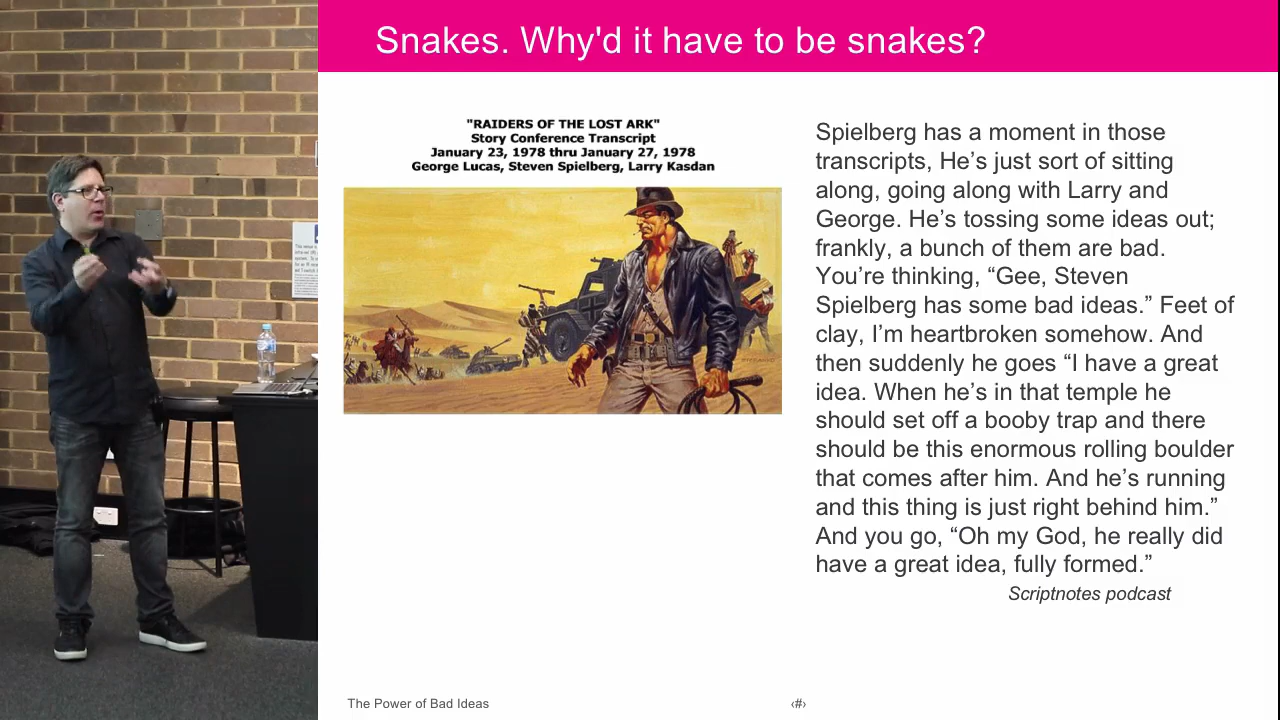 Snakes. Why'd it have to be snakes?
"RAIDERS OF THE LOST ARK"
Story Conference Transcript
January 23, 1978 thru January 27, 1978
George Lucas, Steven Spielberg, Larry Kasdan
Spielberg has a moment in those
transcripts, He’s just sort of sitting
along, going along with Larry and
George. He’s tossing some ideas out;
frankly, a bunch of them are bad.
You’re thinking, “Gee, Steven
Spielberg has some bad ideas.” Feet of
clay, I’m heartbroken somehow. And
then suddenly he goes “I have a great
idea. When he’s in that temple he
should set off a booby trap and there
should be this enormous rolling boulder
that comes after him. And he’s running
and this thing is just right behind him.”
And you go, “Oh my God, he really did
have a great idea, fully formed.”
Scriptnotes podcast
The Power of Bad Ideas
‹#›